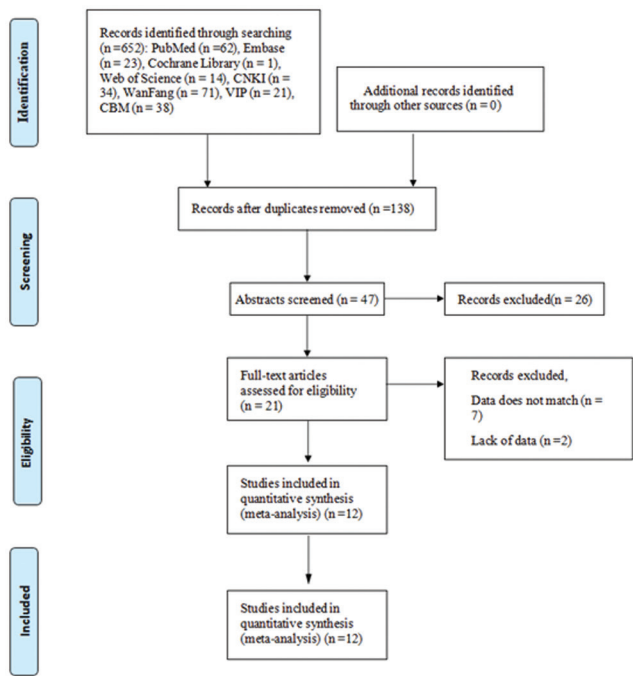 Identification
Records identified through searching
(n =652): PubMed (n =62), Embase
(n = 23), Cochrane Library (n = 1),
Web of Science (n = 14), CNKI (n =
34), WanFang (n = 71), VIP (n = 21),
CBM (n = 38)
Additional records identified
through other sources (n = 0)
Screening
Records after duplicates removed (n =138)
Abstracts screened (n = 47)
Records excluded(n = 26)
Eligibility
Full-text articles
assessed for eligibility
(n = 21)
Records excluded,
Data does not match (n =
7)
Lack of data (n =2)
Studies included in
quantitative synthesis
(meta-analysis) (n =12)
Included
Studies included in
quantitative synthesis
(meta-analysis) (n =12)